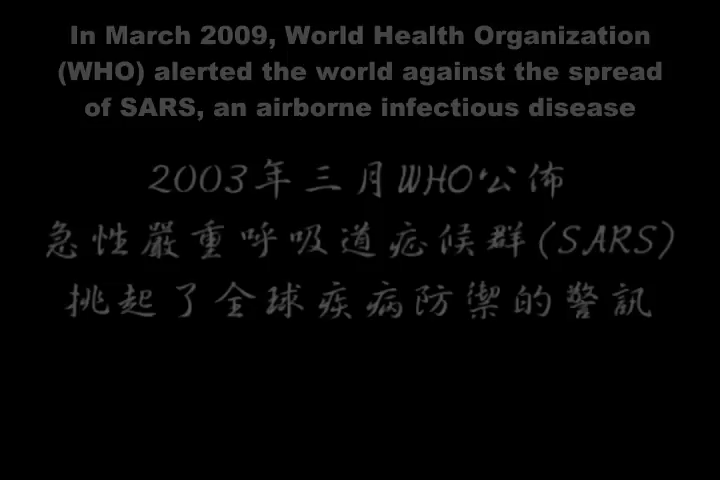 In March 2009, World Health Organization
(WHO) alerted the world against the spread
of SARS, an airborne infectious disease
2003年三月WHO公佈
急性嚴重呼吸道症候群(SARS)
挑起了全球疾病防禦的警訊